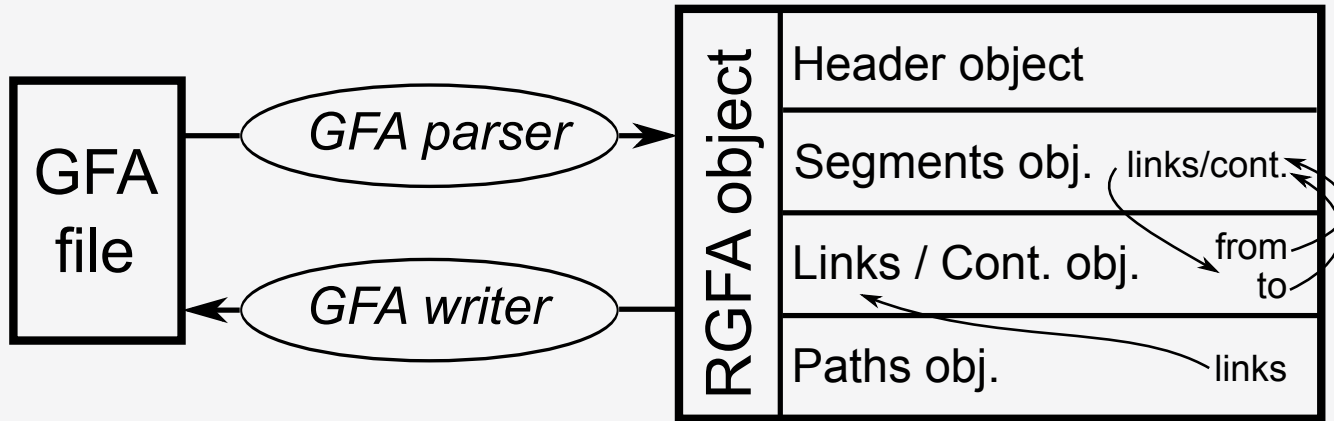 GFA
file
GFA parser
GFA writer
RGFA object
Header object
Segments obj. links/cont.
Links / Cont. obj. from
to
Paths obj. links